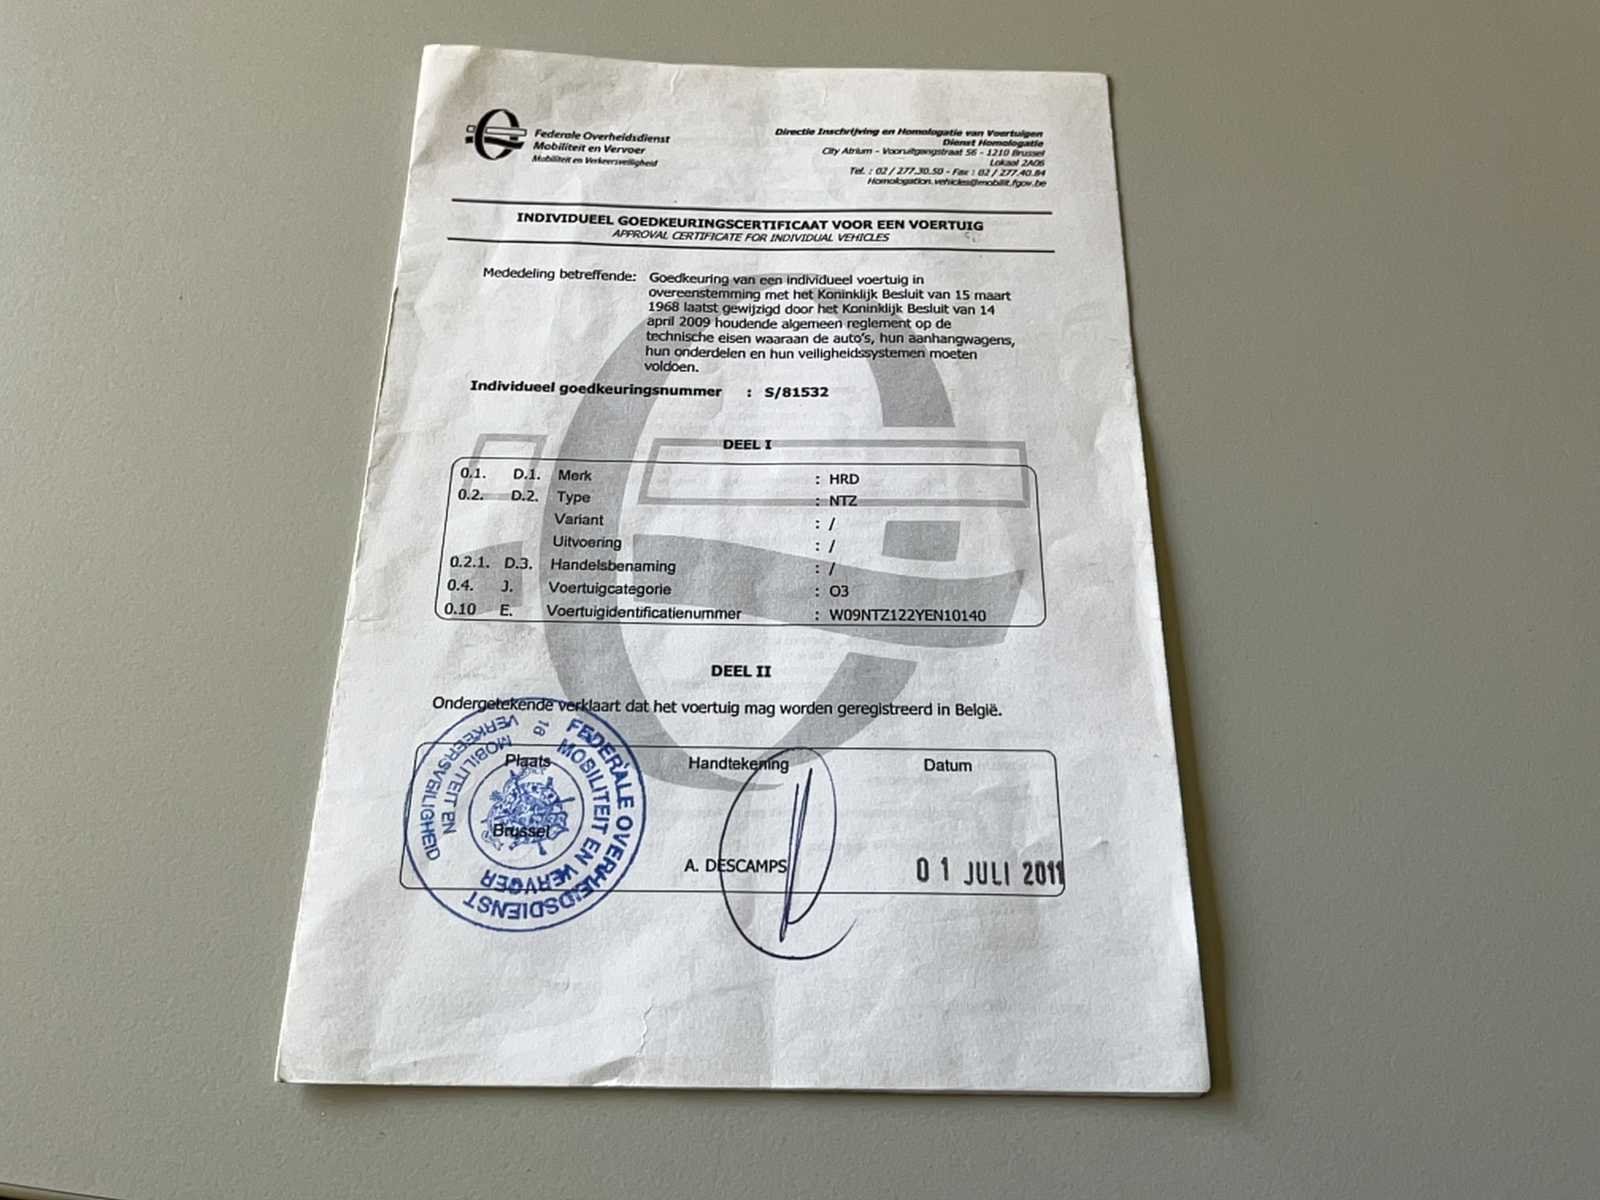 Federale Overheidsdienst
Mobiliteit en Vervoer
Mobiliteit en Verkeersveiligheid
Directie Inschrijving en Homologatie van Voertuigen
Dienst Homologatie
City Atrium - Vooruitgangstraat 56 - 1210 Brussel
Lokaal 2A06
Tel. : 02 / 277.30.50 - Fax : 02 / 277.40.84
Homologation.vehicles@mobilit.fgov.be
INDIVIDUEEL GOEDKEURINGSCERTIFICAAT VOOR EEN VOERTUIG
APPROVAL CERTIFICATE FOR INDIVIDUAL VEHICLES
Mededeling betreffende: Goedkeuring van een individueel voertuig in
overeenstemming met het Koninklijk Besluit van 15 maart
1968 laatst gewijzigd door het Koninklijk Besluit van 14
april 2009 houdende algemeen reglement op de
technische eisen waaraan de auto's, hun aanhangwagens,
hun onderdelen en hun veiligheidssystemen moeten
voldoen.
Individueel goedkeuringsnummer : S/81532
DEEL I
0.1. D.1. Merk : HRD
0.2. D.2. Type : NTZ
Variant : /
Uitvoering : /
0.2.1. D.3. Handelsbenaming : /
0.4. J. Voertuigcategorie : O3
0.10 E. Voertuigidentificatienummer : W09NTZ122YEN10140
DEEL II
Ondergetekende verklaart dat het voertuig mag worden geregistreerd in België.
Plaats Handtekening Datum
Brussel
A. DESCAMPS
01 JULI 2011
FEDERALE OVERHEIDSDIENST
MOBILITEIT EN VERVOER
MOBILITEIT EN
VERKEERSVEILIGHEID
18